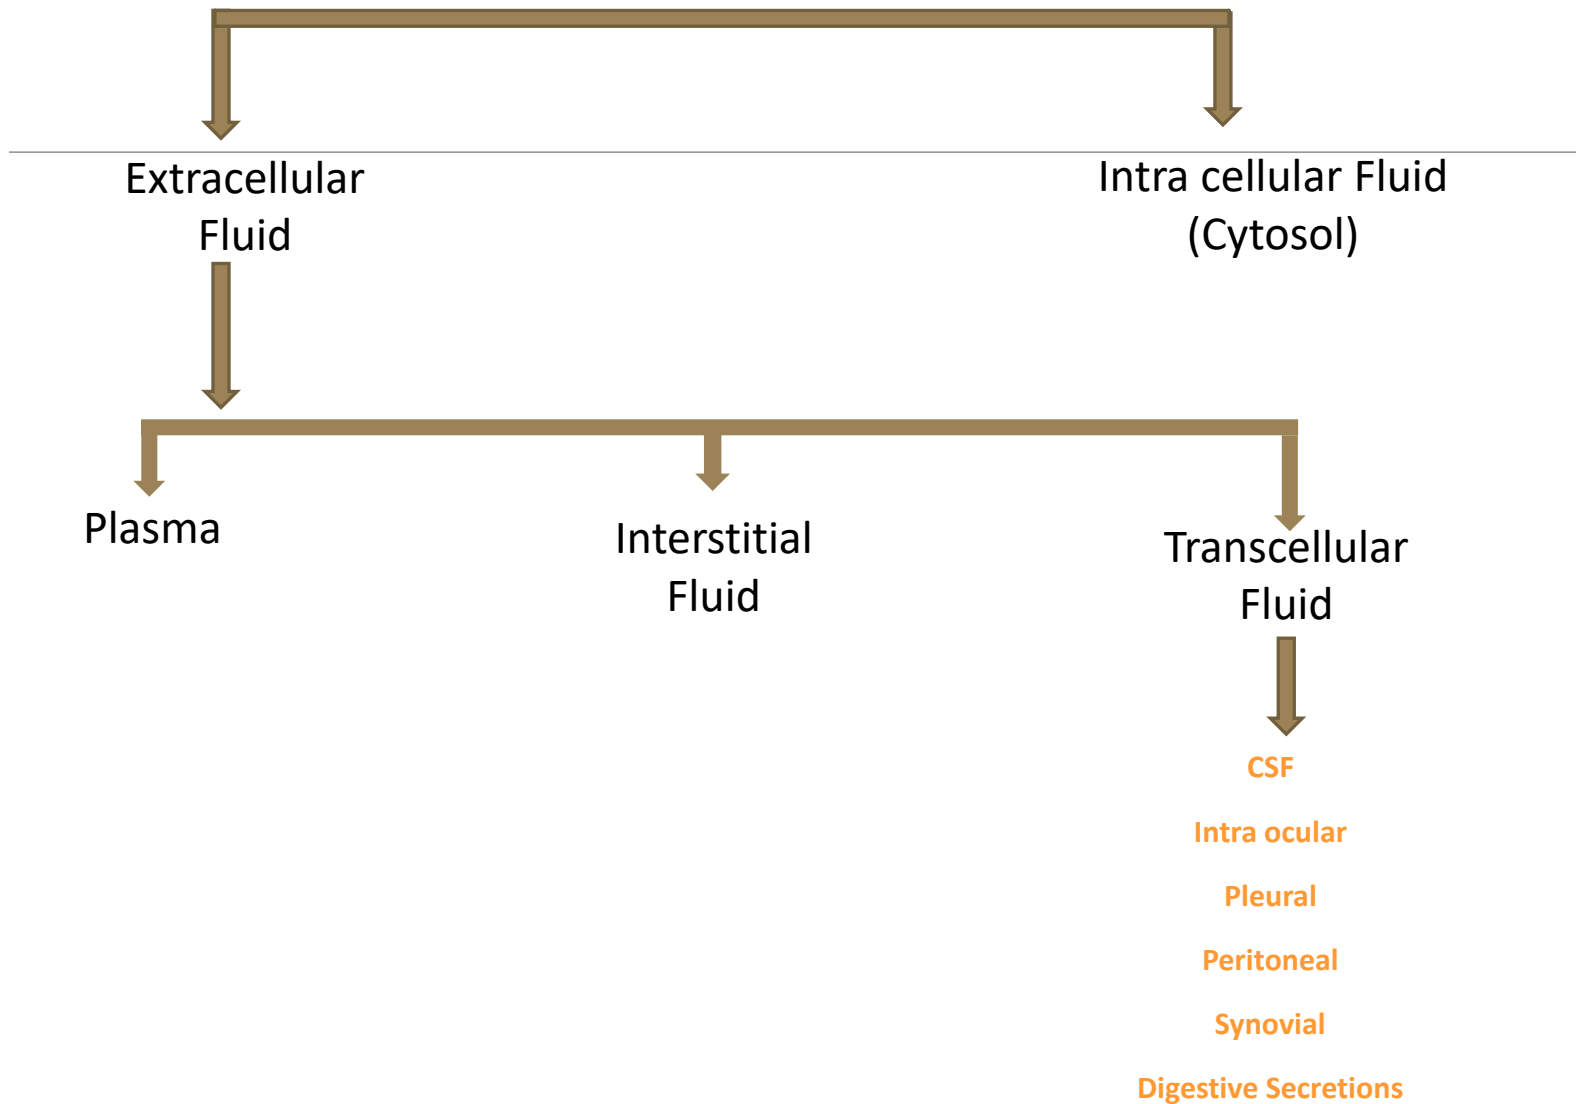 Extracellular
Fluid
Intra cellular Fluid
(Cytosol)
Plasma
Interstitial
Fluid
Transcellular
Fluid
CSF
Intra ocular
Pleural
Peritoneal
Synovial
Digestive Secretions